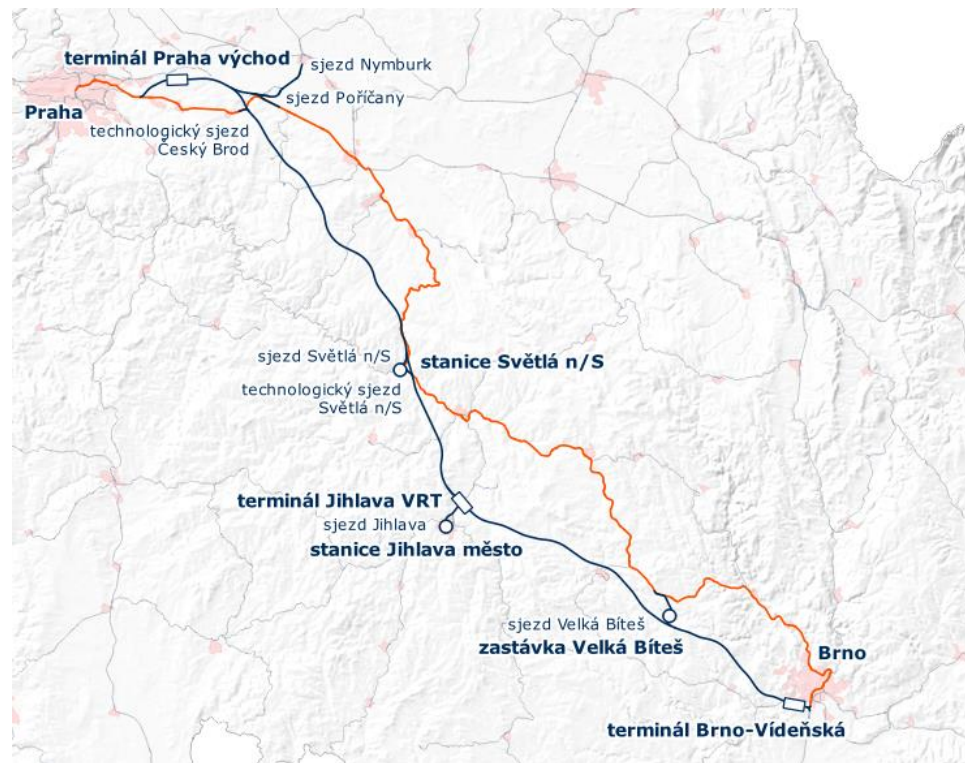 terminál Praha východ
sjezd Nymburk
sjezd Poříčany
Praha
technologický sjezd
Český Brod
sjezd Světlá n/S
stanice Světlá n/S
technologický sjezd
Světlá n/S
terminál Jihlava VRT
sjezd Jihlava
stanice Jihlava město
sjezd Velká Bíteš
zastávka Velká Bíteš
Brno
terminál Brno-Vídeňská